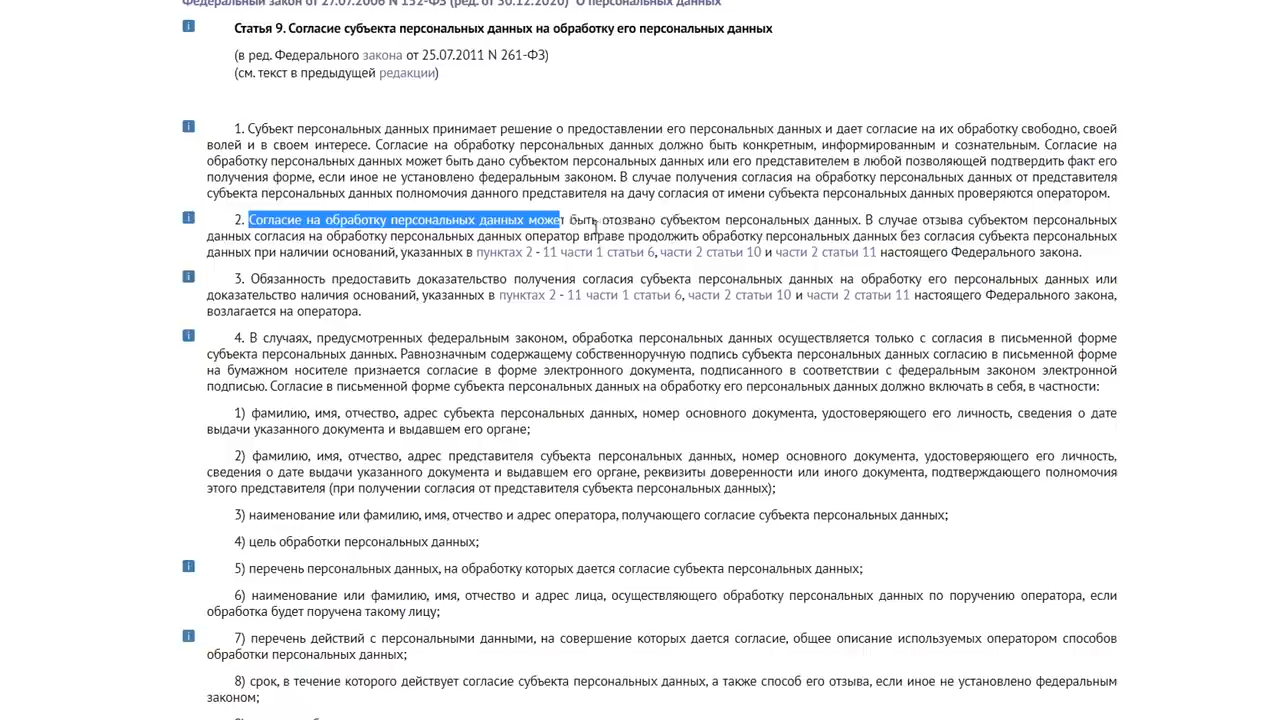 Федеральный закон от 27.07.2006 N 152-ФЗ (ред. от 30.12.2020) "О персональных данных"
Статья 9. Согласие субъекта персональных данных на обработку его персональных данных
(в ред. Федерального закона от 25.07.2011 N 261-ФЗ)
(см. текст в предыдущей редакции)
1. Субъект персональных данных принимает решение о предоставлении его персональных данных и дает согласие на их обработку свободно, своей
волей и в своем интересе. Согласие на обработку персональных данных должно быть конкретным, информированным и сознательным. Согласие на
обработку персональных данных может быть дано субъектом персональных данных или его представителем в любой позволяющей подтвердить факт его
получения форме, если иное не установлено федеральным законом. В случае получения согласия на обработку персональных данных от представителя
субъекта персональных данных полномочия данного представителя на дачу согласия от имени субъекта персональных данных проверяются оператором.
2. Согласие на обработку персональных данных может быть отозвано субъектом персональных данных. В случае отзыва субъектом персональных
данных согласия на обработку персональных данных оператор вправе продолжить обработку персональных данных без согласия субъекта персональных
данных при наличии оснований, указанных в пунктах 2 - 11 части 1 статьи 6, части 2 статьи 10 и части 2 статьи 11 настоящего Федерального закона.
3. Обязанность предоставить доказательство получения согласия субъекта персональных данных на обработку его персональных данных или
доказательство наличия оснований, указанных в пунктах 2 - 11 части 1 статьи 6, части 2 статьи 10 и части 2 статьи 11 настоящего Федерального закона,
возлагается на оператора.
4. В случаях, предусмотренных федеральным законом, обработка персональных данных осуществляется только с согласия в письменной форме
субъекта персональных данных. Равнозначным содержащему собственноручную подпись субъекта персональных данных согласию в письменной форме
на бумажном носителе признается согласие в форме электронного документа, подписанного в соответствии с федеральным законом электронной
подписью. Согласие в письменной форме субъекта персональных данных на обработку его персональных данных должно включать в себя, в частности:
1) фамилию, имя, отчество, адрес субъекта персональных данных, номер основного документа, удостоверяющего его личность, сведения о дате
выдачи указанного документа и выдавшем его органе;
2) фамилию, имя, отчество, адрес представителя субъекта персональных данных, номер основного документа, удостоверяющего его личность,
сведения о дате выдачи указанного документа и выдавшем его органе, реквизиты доверенности или иного документа, подтверждающего полномочия
этого представителя (при получении согласия от представителя субъекта персональных данных);
3) наименование или фамилию, имя, отчество и адрес оператора, получающего согласие субъекта персональных данных;
4) цель обработки персональных данных;
5) перечень персональных данных, на обработку которых дается согласие субъекта персональных данных;
6) наименование или фамилию, имя, отчество и адрес лица, осуществляющего обработку персональных данных по поручению оператора, если
обработка будет поручена такому лицу;
7) перечень действий с персональными данными, на совершение которых дается согласие, общее описание используемых оператором способов
обработки персональных данных;
8) срок, в течение которого действует согласие субъекта персональных данных, а также способ его отзыва, если иное не установлено федеральным
законом;